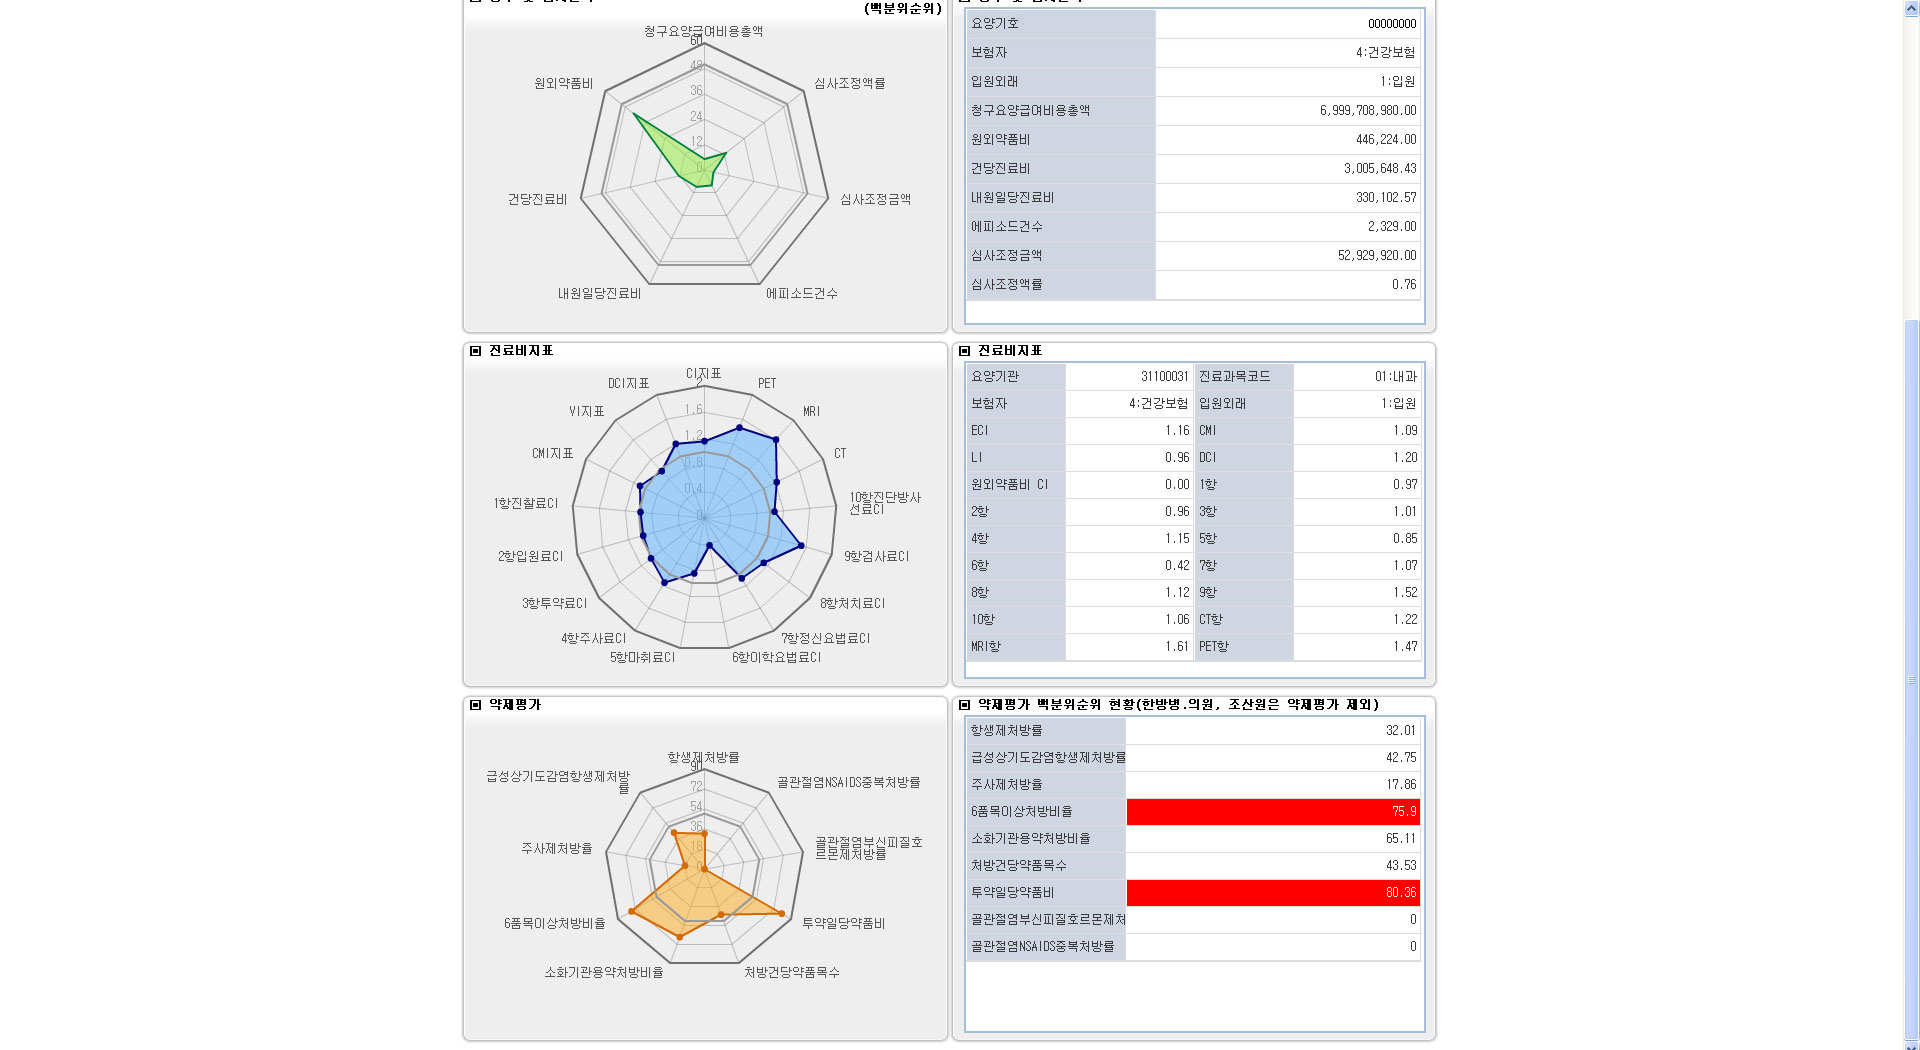 (백분위순위)
청구요양급여비용총액
60
48
36
24
12
0
심사조정액률
심사조정금액
에피소드건수
내원일당진료비
건당진료비
원외약품비
요양기호 00000000
보험자 4:건강보험
입원외래 1:입원
청구요양급여비용총액 6,999,708,980.00
원외약품비 446,224.00
건당진료비 3,005,648.43
내원일당진료비 330,102.57
에피소드건수 2,329.00
심사조정금액 52,929,920.00
심사조정액률 0.76
진료비지표
CI지표
2
1.6
1.2
0.8
0.4
0
PET
MRI
CT
10항진단방사
선료CI
9항검사료CI
8항처치료CI
7항정신요법료CI
6항이학요법료CI
5항마취료CI
4항주사료CI
3항투약료CI
2항입원료CI
1항진찰료CI
CMI지표
VI지표
DCI지표
진료비지표
요양기관 31100031 진료과목코드 01:내과
보험자 4:건강보험 입원외래 1:입원
ECI 1.16 CMI 1.09
LI 0.96 DCI 1.20
원외약품비 CI 0.00 1항 0.97
2항 0.96 3항 1.01
4항 1.15 5항 0.85
6항 0.42 7항 1.07
8항 1.12 9항 1.52
10항 1.06 CT항 1.22
MRI항 1.61 PET항 1.47
약제평가
항생제처방률
90
72
54
36
18
0
골관절염NSAIDS중복처방률
골관절염부신피질호
르몬제처방률
투약일당약품비
처방건당약품목수
소화기관용약처방비율
6품목이상처방비율
주사제처방율
급성상기도감염항생제처방
률
약제평가 백분위순위 현황(한방병.의원, 조산원은 약제평가 제외)
항생제처방률 32.01
급성상기도감염항생제처방률 42.75
주사제처방율 17.86
6품목이상처방비율 75.9
소화기관용약처방비율 65.11
처방건당약품목수 43.53
투약일당약품비 80.36
골관절염부신피질호르몬제처 0
골관절염NSAIDS중복처방률 0